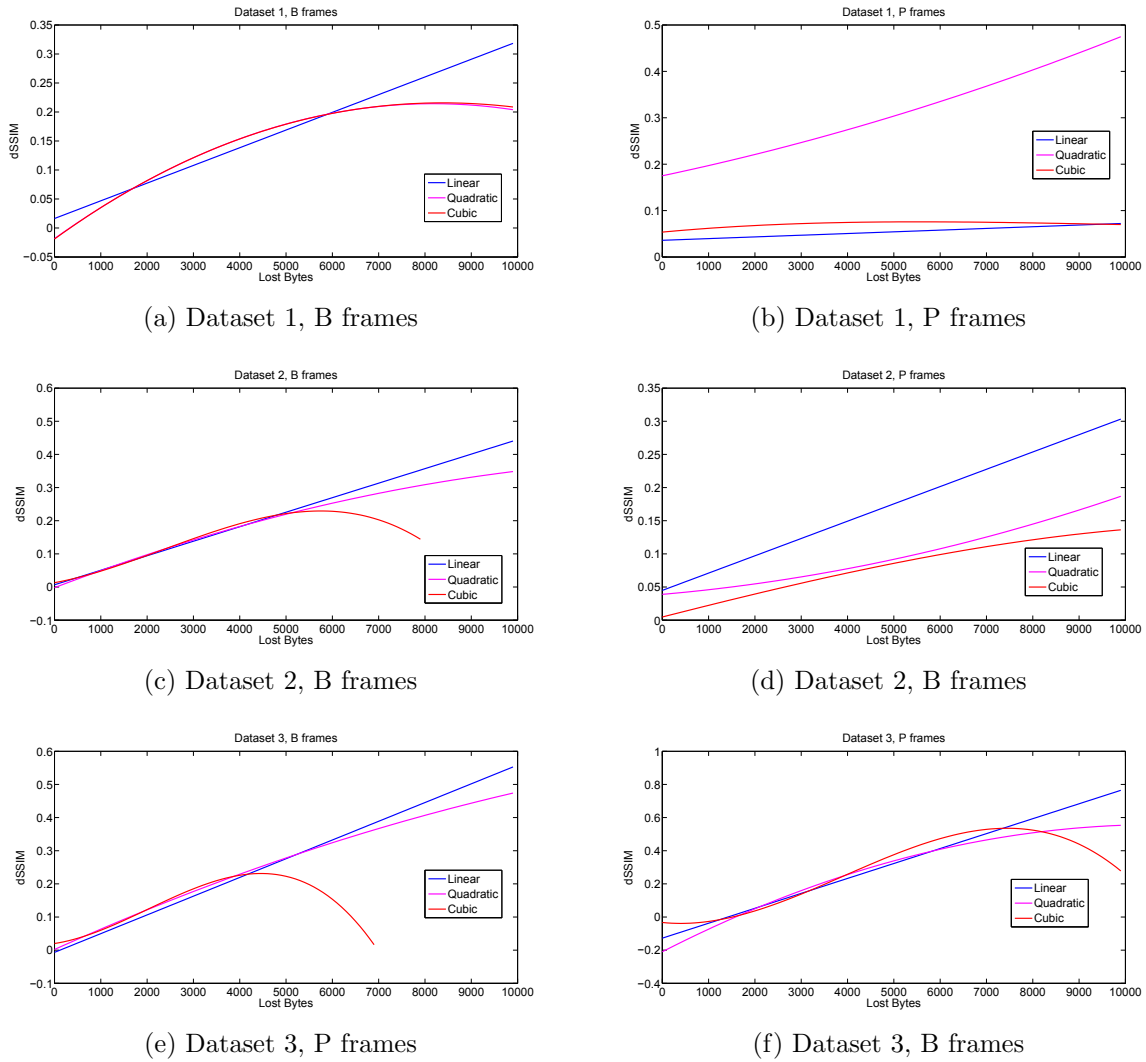 Dataset 1, B frames
dSSIM
0.35
0.3
0.25
0.2
0.15
0.1
0.05
0
−0.05
0 1000 2000 3000 4000 5000 6000 7000 8000 9000 10000
Lost Bytes
Linear
Quadratic
Cubic
(a) Dataset 1, B frames
Dataset 1, P frames
dSSIM
0.5
0.4
0.3
0.2
0.1
0
0 1000 2000 3000 4000 5000 6000 7000 8000 9000 10000
Lost Bytes
Linear
Quadratic
Cubic
(b) Dataset 1, P frames
Dataset 2, B frames
dSSIM
0.6
0.5
0.4
0.3
0.2
0.1
0
−0.1
0 1000 2000 3000 4000 5000 6000 7000 8000 9000 10000
Lost Bytes
Linear
Quadratic
Cubic
(c) Dataset 2, B frames
Dataset 2, P frames
dSSIM
0.35
0.3
0.25
0.2
0.15
0.1
0.05
0
0 1000 2000 3000 4000 5000 6000 7000 8000 9000 10000
Lost Bytes
Linear
Quadratic
Cubic
(d) Dataset 2, B frames
Dataset 3, B frames
dSSIM
0.6
0.5
0.4
0.3
0.2
0.1
0
−0.1
0 1000 2000 3000 4000 5000 6000 7000 8000 9000 10000
Lost Bytes
Linear
Quadratic
Cubic
(e) Dataset 3, P frames
Dataset 3, P frames
dSSIM
1
0.8
0.6
0.4
0.2
0
−0.2
−0.4
0 1000 2000 3000 4000 5000 6000 7000 8000 9000 10000
Lost Bytes
Linear
Quadratic
Cubic
(f) Dataset 3, B frames